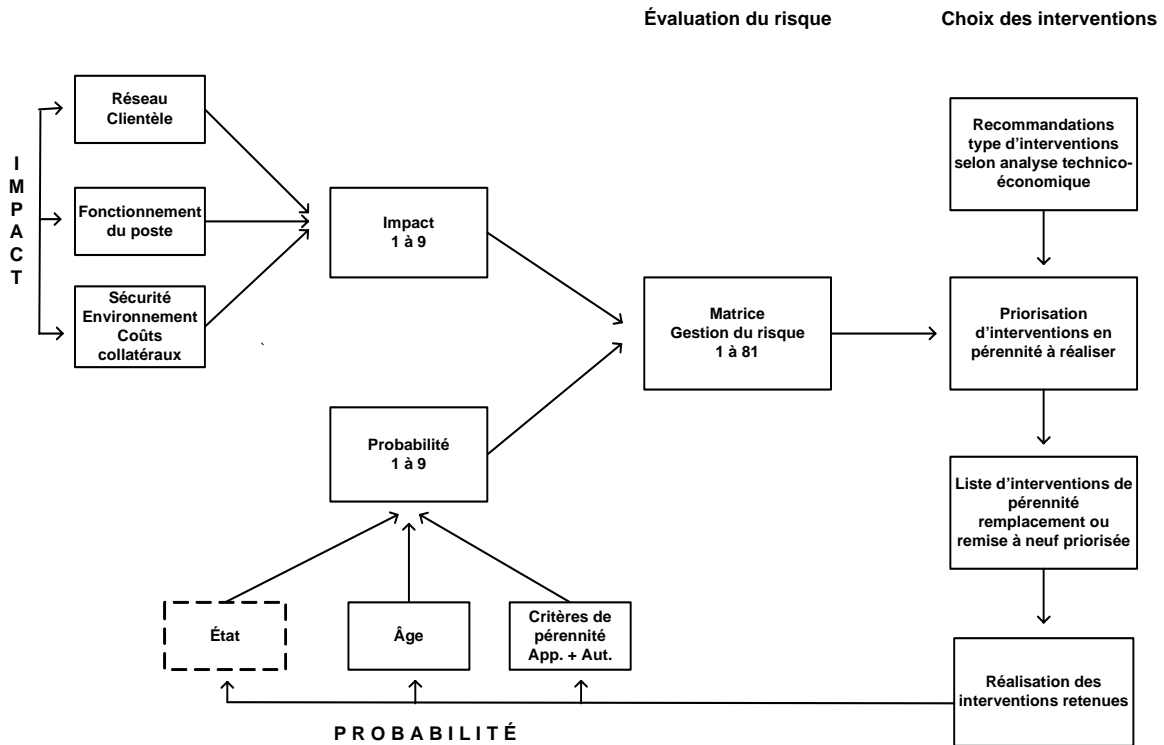 Évaluation du risque
Choix des interventions
I
M
P
A
C
T
Réseau
Clientèle
Fonctionnement
du poste
Sécurité
Environnement
Coûts
collatéraux
Impact
1 à 9
Probabilité
1 à 9
État
Âge
Critères de
pérennité
App. + Aut.
PROBABILITÉ
Matrice
Gestion du risque
1 à 81
Recommandations
type d’interventions
selon analyse technico-
économique
Priorisation
d’interventions en
pérennité à réaliser
Liste d’interventions de
pérennité
remplacement ou
remise à neuf priorisée
Réalisation des
interventions retenues